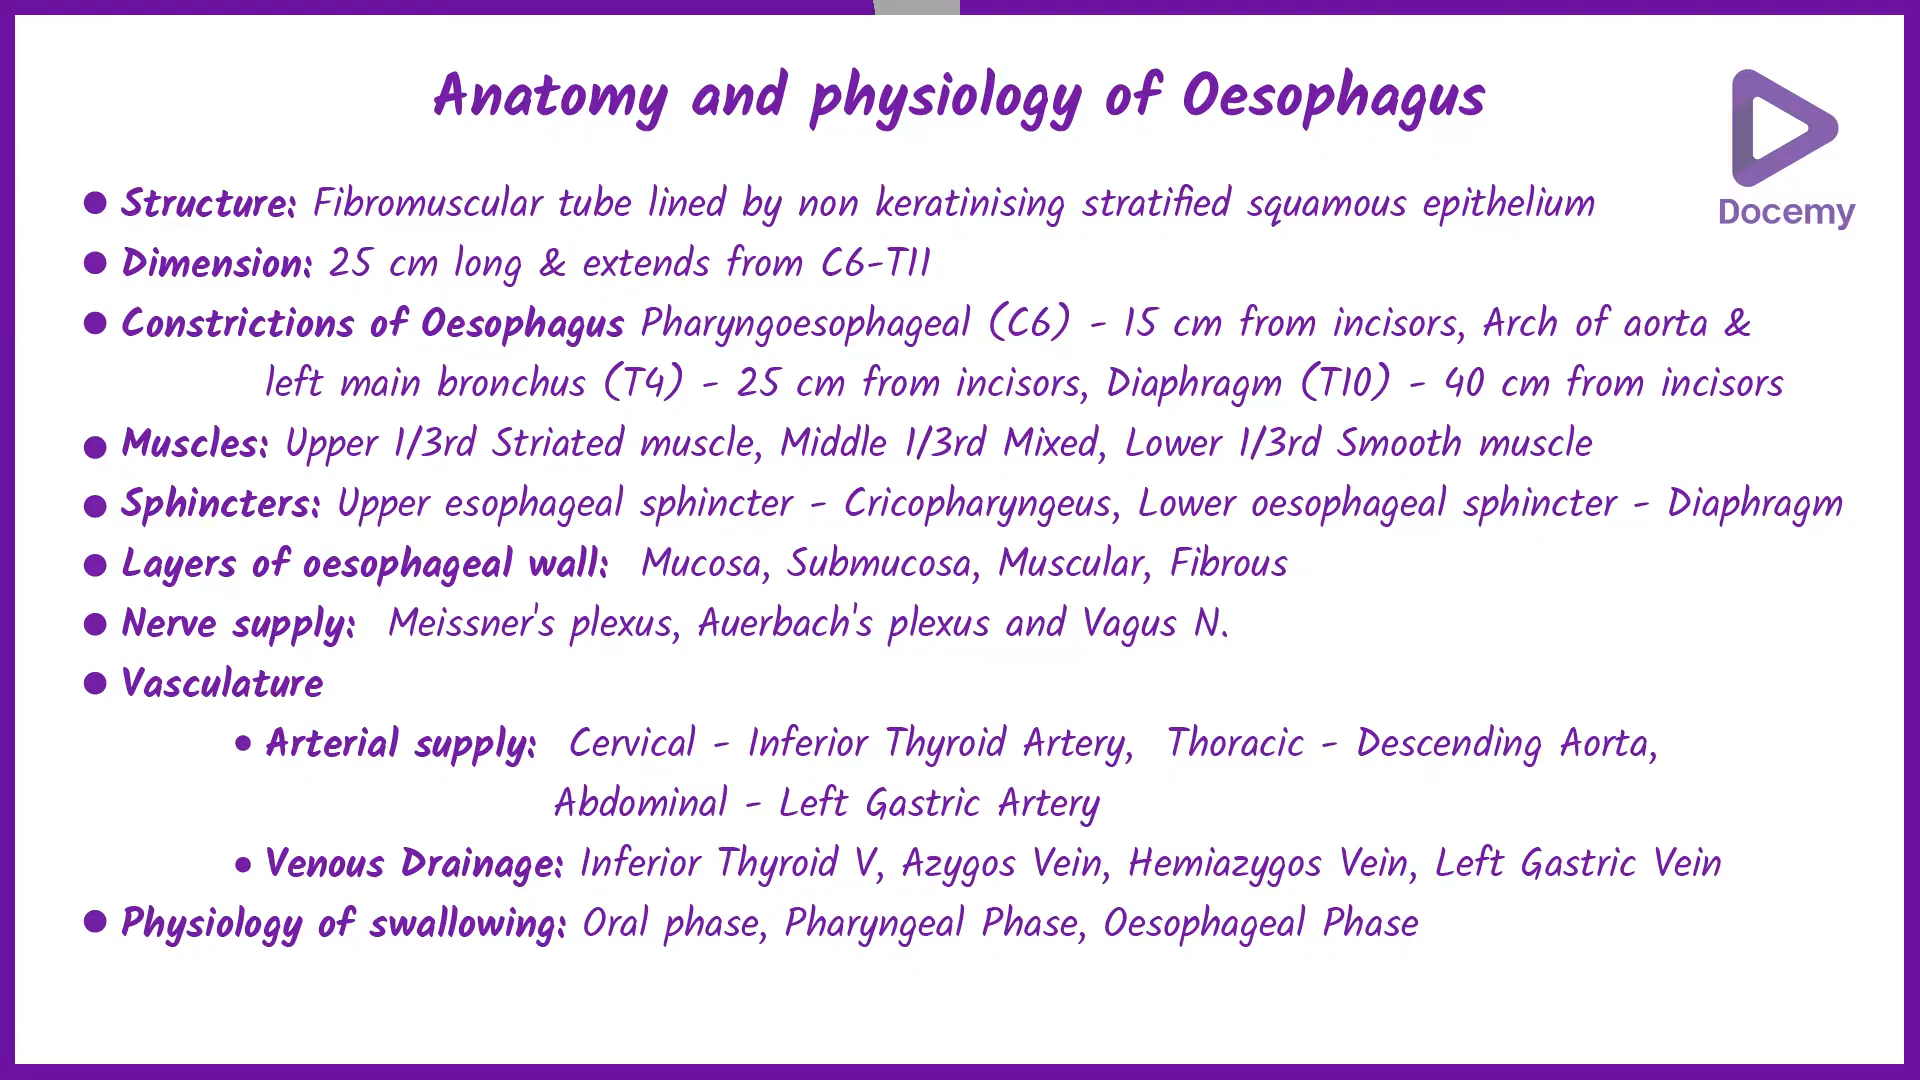 Anatomy and physiology of Oesophagus
Docemy
● Structure: Fibromuscular tube lined by non keratinising stratified squamous epithelium
● Dimension: 25 cm long & extends from C6-T11
● Constrictions of Oesophagus Pharyngoesophageal (C6) - 15 cm from incisors, Arch of aorta &
left main bronchus (T4) - 25 cm from incisors, Diaphragm (T10) - 40 cm from incisors
● Muscles: Upper 1/3rd Striated muscle, Middle 1/3rd Mixed, Lower 1/3rd Smooth muscle
● Sphincters: Upper esophageal sphincter - Cricopharyngeus, Lower oesophageal sphincter - Diaphragm
● Layers of oesophageal wall: Mucosa, Submucosa, Muscular, Fibrous
● Nerve supply: Meissner's plexus, Auerbach's plexus and Vagus N.
● Vasculature
• Arterial supply: Cervical - Inferior Thyroid Artery, Thoracic - Descending Aorta,
Abdominal - Left Gastric Artery
• Venous Drainage: Inferior Thyroid V, Azygos Vein, Hemiazygos Vein, Left Gastric Vein
● Physiology of swallowing: Oral phase, Pharyngeal Phase, Oesophageal Phase